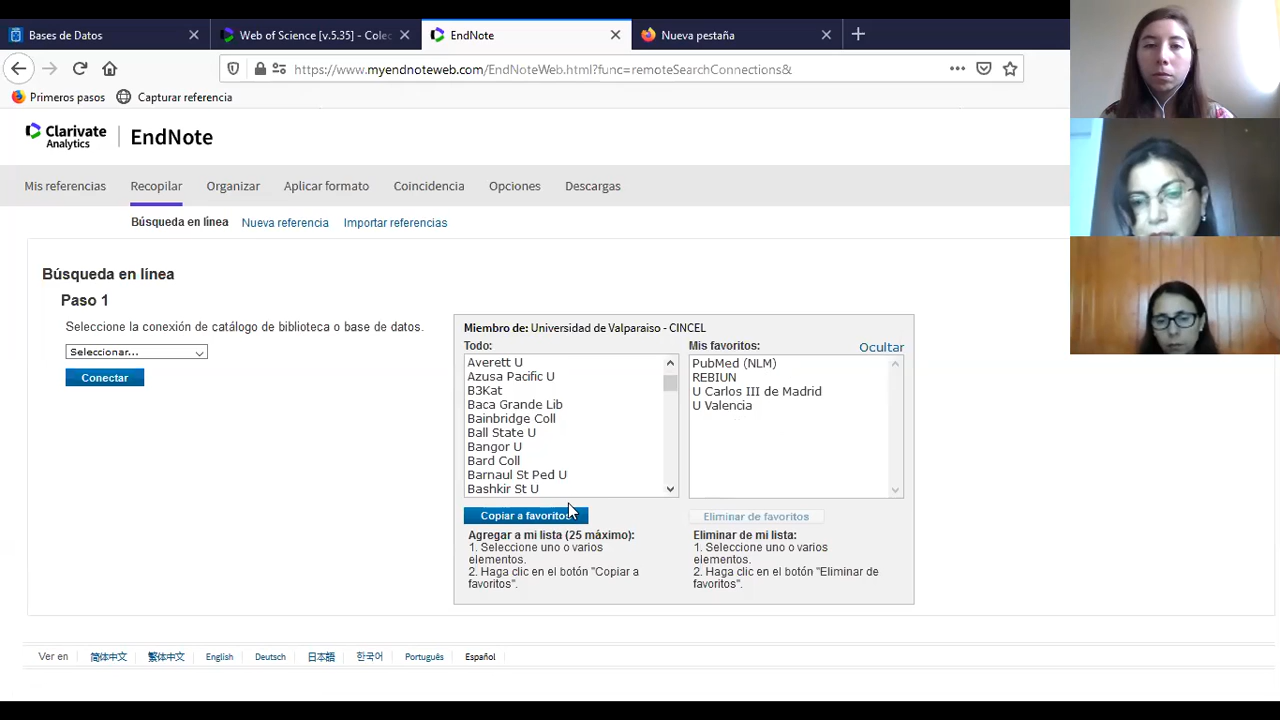 Bases de Datos
Web of Science [v.5.35] - Colec
EndNote
Nueva pestaña
https://www.myendnoteweb.com/EndNoteWeb.html?func=remoteSearchConnections&
Primeros pasos
Capturar referencia
Clarivate
Analytics
EndNote
Mis referencias
Recopilar
Organizar
Aplicar formato
Coincidencia
Opciones
Descargas
Búsqueda en línea
Nueva referencia
Importar referencias
Búsqueda en línea
Paso 1
Seleccione la conexión de catálogo de biblioteca o base de datos.
Seleccionar...
Conectar
Miembro de: Universidad de Valparaiso - CINCEL
Todo:
Averett U
Azusa Pacific U
B3Kat
Baca Grande Lib
Bainbridge Coll
Ball State U
Bangor U
Bard Coll
Barnaul St Ped U
Bashkir St U
Copiar a favoritos
Agregar a mi lista (25 máximo):
1. Seleccione uno o varios
elementos.
2. Haga clic en el botón "Copiar a
favoritos".
Mis favoritos:
Ocultar
PubMed (NLM)
REBIUN
U Carlos III de Madrid
U Valencia
Eliminar de favoritos
Eliminar de mi lista:
1. Seleccione uno o varios
elementos.
2. Haga clic en el botón "Eliminar de
favoritos".
Ver en
简体中文
繁体中文
English
Deutsch
日本語
한국어
Português
Español